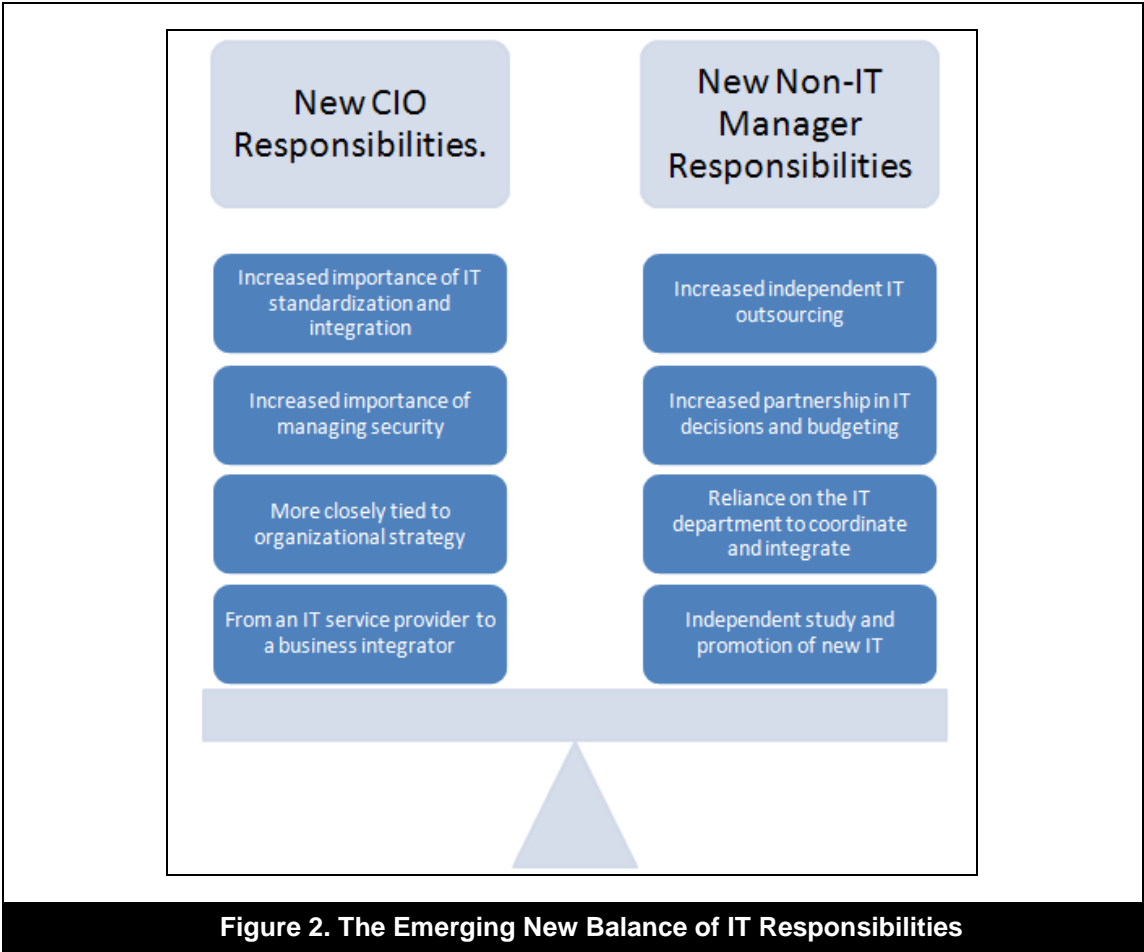 New CIO
Responsibilities.
Increased importance of IT
standardization and
integration
Increased importance of
managing security
More closely tied to
organizational strategy
From an IT service provider to
a business integrator
New Non-IT
Manager
Responsibilities
Increased independent IT
outsourcing
Increased partnership in IT
decisions and budgeting
Reliance on the IT
department to coordinate
and integrate
Independent study and
promotion of new IT
Figure 2. The Emerging New Balance of IT Responsibilities